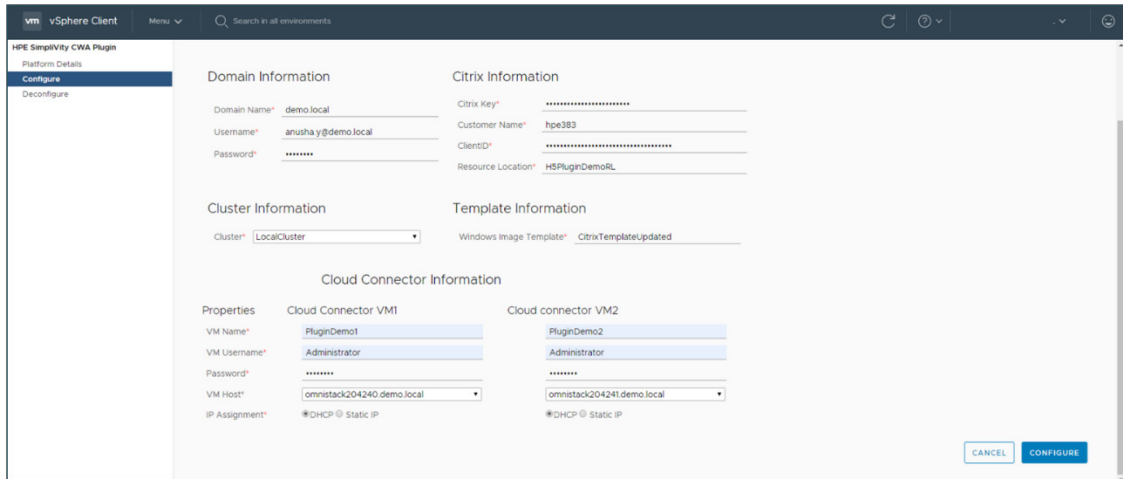 vm vSphere Client Menu Search in all environments
HPE SimpliVity CWA Plugin
Platform Details
Configure
Deconfigure
Domain Information
Domain Name* demo.local
Username* anusha.y@demo.local
Password* ••••••••
Citrix Information
Citrix Key* ••••••••••••••••••••••••
Customer Name* hpe383
ClientID* ••••••••••••••••••••••••••••••••••••
Resource Location* H5PluginDemoRL
Cluster Information
Cluster* LocalCluster
Template Information
Windows Image Template* CitrixTemplateUpdated
Cloud Connector Information
Properties Cloud Connector VM1 Cloud connector VM2
VM Name* PluginDemo1 PluginDemo2
VM Username* Administrator Administrator
Password* •••••••• ••••••••
VM Host* omnistack204240.demo.local omnistack204241.demo.local
IP Assignment* DHCP Static IP DHCP Static IP
CANCEL CONFIGURE